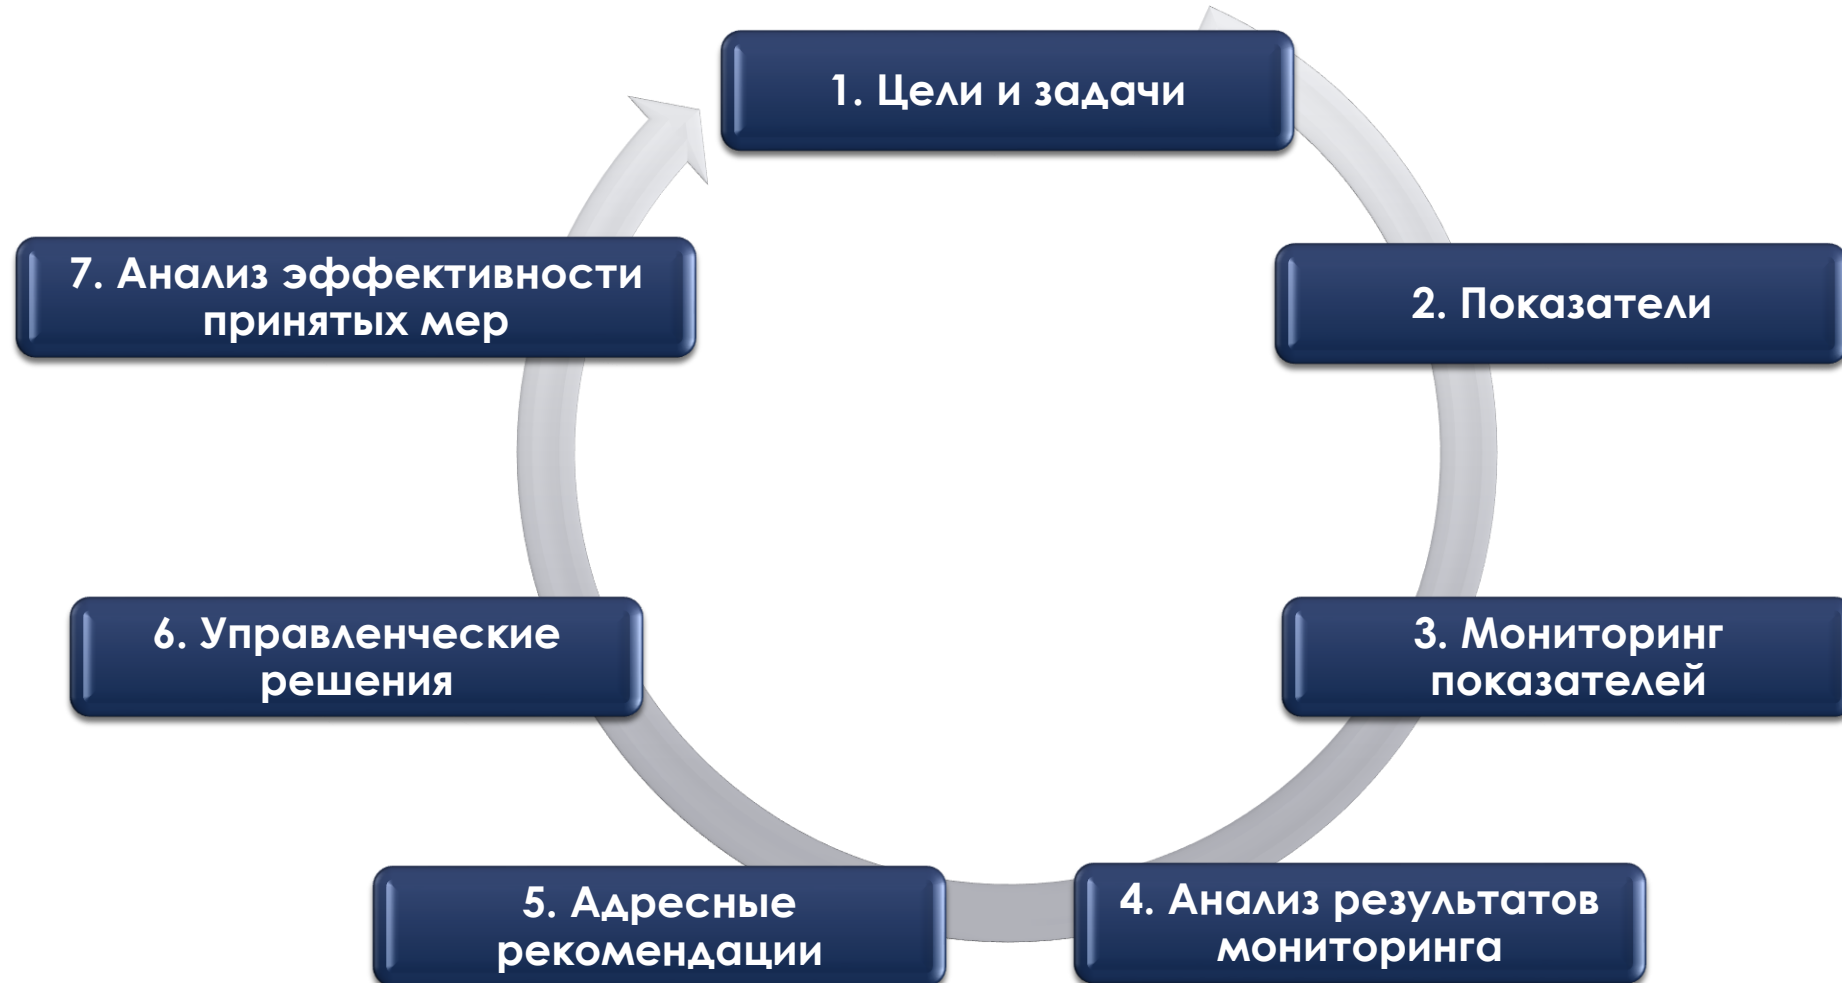 1. Цели и задачи
2. Показатели
3. Мониторинг
показателей
4. Анализ результатов
мониторинга
5. Адресные
рекомендации
6. Управленческие
решения
7. Анализ эффективности
принятых мер